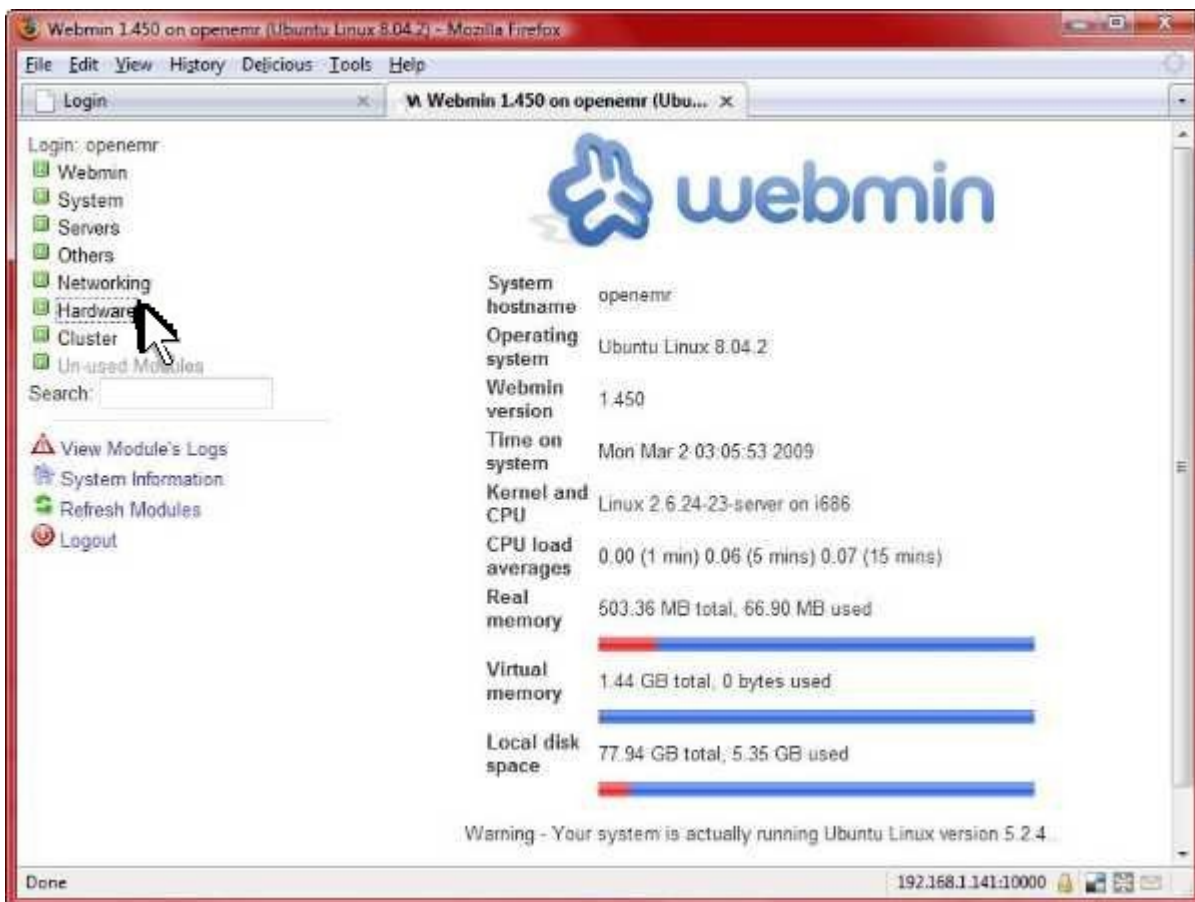 Webmin 1.450 on openemr (Ubuntu Linux 8.04.2) - Mozilla Firefox
File Edit View History Delicious Tools Help
Login
Webmin 1.450 on openemr (Ubu...
Login: openemr
Webmin
System
Servers
Others
Networking
Hardware
Cluster
Un-used Modules
Search:
View Module's Logs
System Information
Refresh Modules
Logout
webmin
System hostname openemr
Operating system Ubuntu Linux 8.04.2
Webmin version 1.450
Time on system Mon Mar 2 03:05:53 2009
Kernel and CPU Linux 2.6.24-23-server on i686
CPU load averages 0.00 (1 min) 0.06 (5 mins) 0.07 (15 mins)
Real memory 503.36 MB total, 66.90 MB used
Virtual memory 1.44 GB total, 0 bytes used
Local disk space 77.94 GB total, 5.35 GB used
Warning - Your system is actually running Ubuntu Linux version 5.2.4.
Done
192.168.1.141:10000